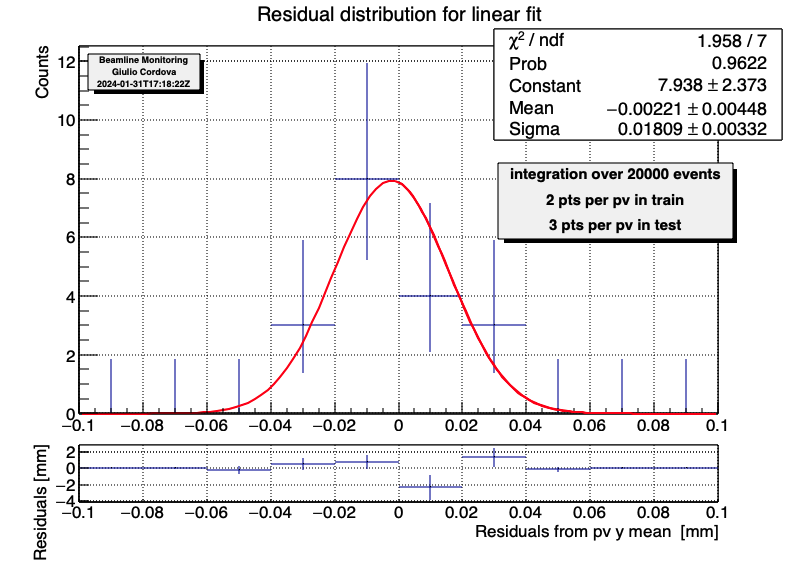 Residual distribution for linear fit
χ² / ndf 1.958 / 7
Prob 0.9622
Constant 7.938 ± 2.373
Mean −0.00221 ± 0.00448
Sigma 0.01809 ± 0.00332
Beamline Monitoring
Giulio Cordova
2024-01-31T17:18:22Z
integration over 20000 events
2 pts per pv in train
3 pts per pv in test
Counts
12
10
8
6
4
2
0
−0.1 −0.08 −0.06 −0.04 −0.02 0 0.02 0.04 0.06 0.08 0.1
Residuals [mm]
2
0
−2
−4
−0.1 −0.08 −0.06 −0.04 −0.02 0 0.02 0.04 0.06 0.08 0.1
Residuals from pv y mean [mm]